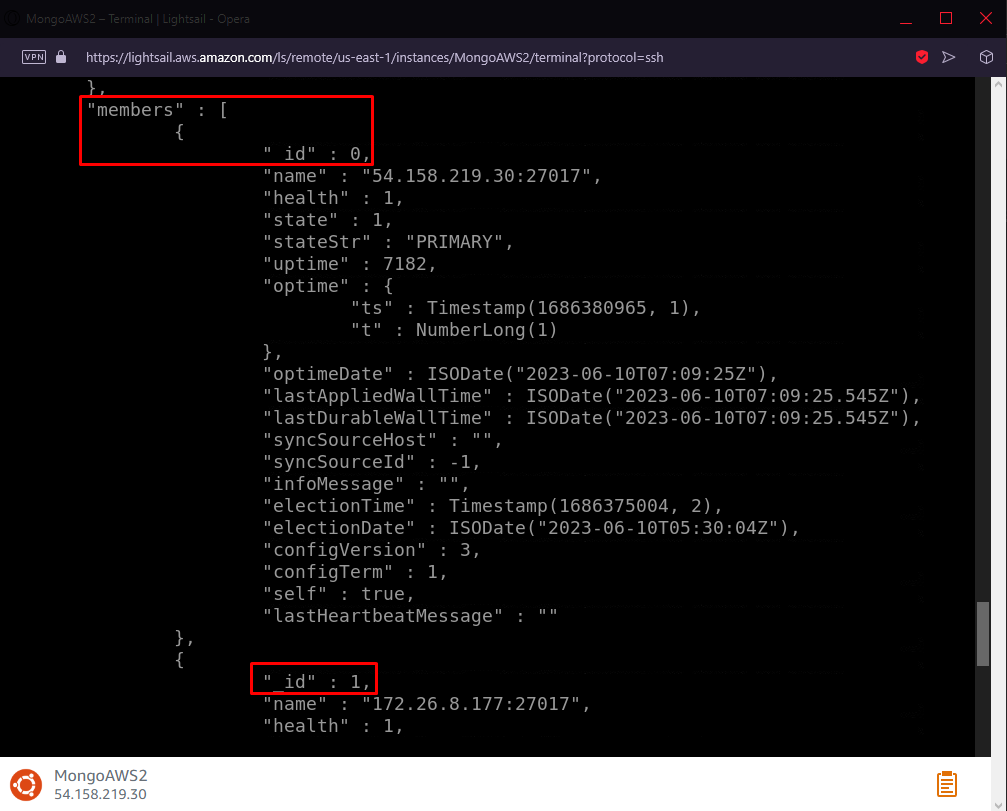 MongoAWS2 – Terminal | Lightsail - Opera
VPN https://lightsail.aws.amazon.com/ls/remote/us-east-1/instances/MongoAWS2/terminal?protocol=ssh
},
"members" : [
{
"_id" : 0,
"name" : "54.158.219.30:27017",
"health" : 1,
"state" : 1,
"stateStr" : "PRIMARY",
"uptime" : 7182,
"optime" : {
"ts" : Timestamp(1686380965, 1),
"t" : NumberLong(1)
},
"optimeDate" : ISODate("2023-06-10T07:09:25Z"),
"lastAppliedWallTime" : ISODate("2023-06-10T07:09:25.545Z"),
"lastDurableWallTime" : ISODate("2023-06-10T07:09:25.545Z"),
"syncSourceHost" : "",
"syncSourceId" : -1,
"infoMessage" : "",
"electionTime" : Timestamp(1686375004, 2),
"electionDate" : ISODate("2023-06-10T05:30:04Z"),
"configVersion" : 3,
"configTerm" : 1,
"self" : true,
"lastHeartbeatMessage" : ""
},
{
"_id" : 1,
"name" : "172.26.8.177:27017",
"health" : 1,
MongoAWS2
54.158.219.30